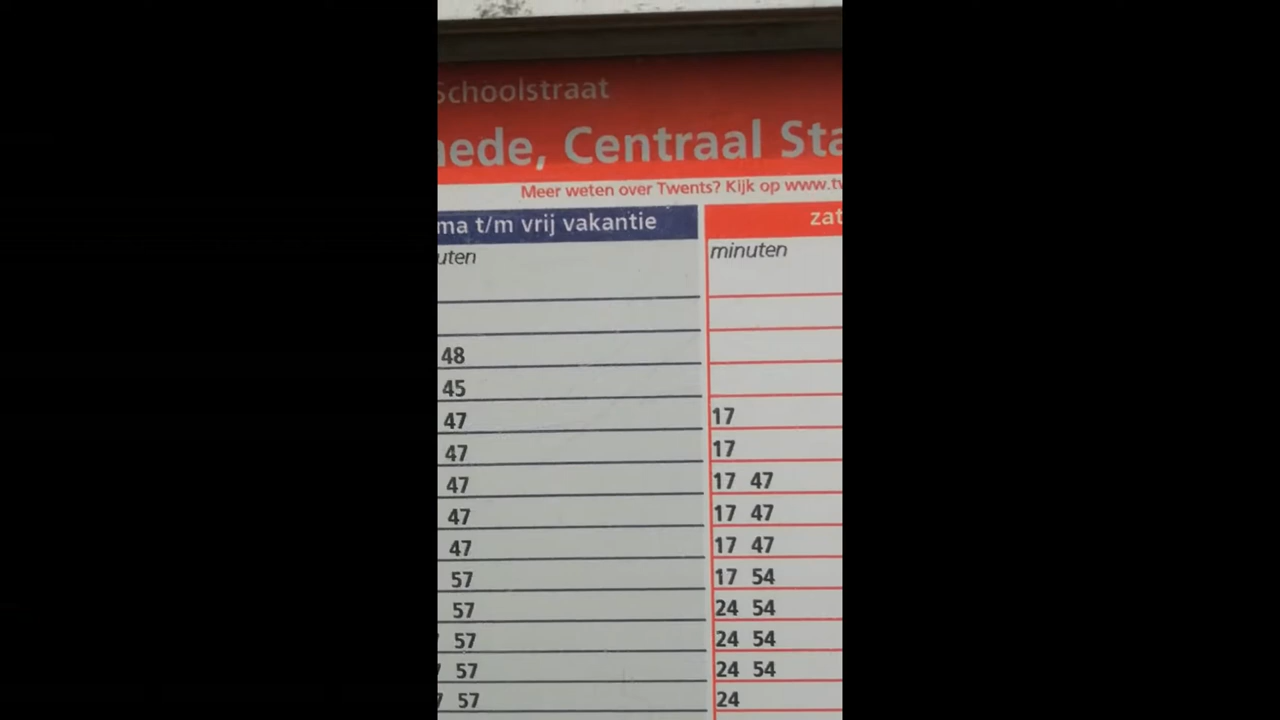 Schoolstraat
nede, Centraal Sta
Meer weten over Twents? Kijk op www.tw
ma t/m vrij vakantie
zat
uten
minuten
48
45
47 17
47 17
47 17 47
47 17 47
47 17 47
57 17 54
57 24 54
57 24 54
57 24 54
57 24